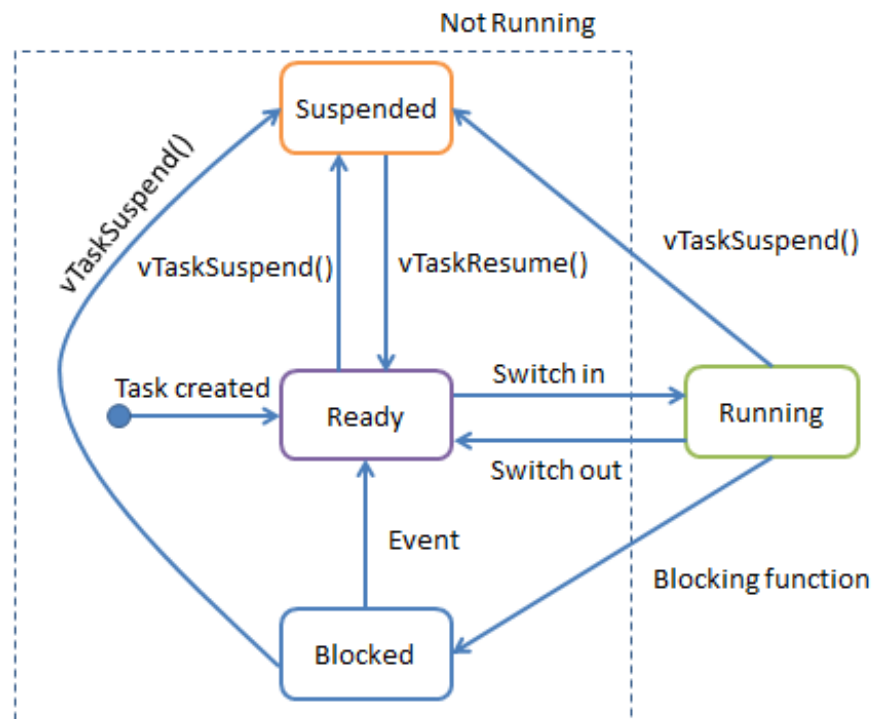 Not Running
Suspended
vTaskSuspend()
vTaskSuspend()
vTaskResume()
vTaskSuspend()
Task created
Ready
Switch in
Running
Switch out
Event
Blocking function
Blocked